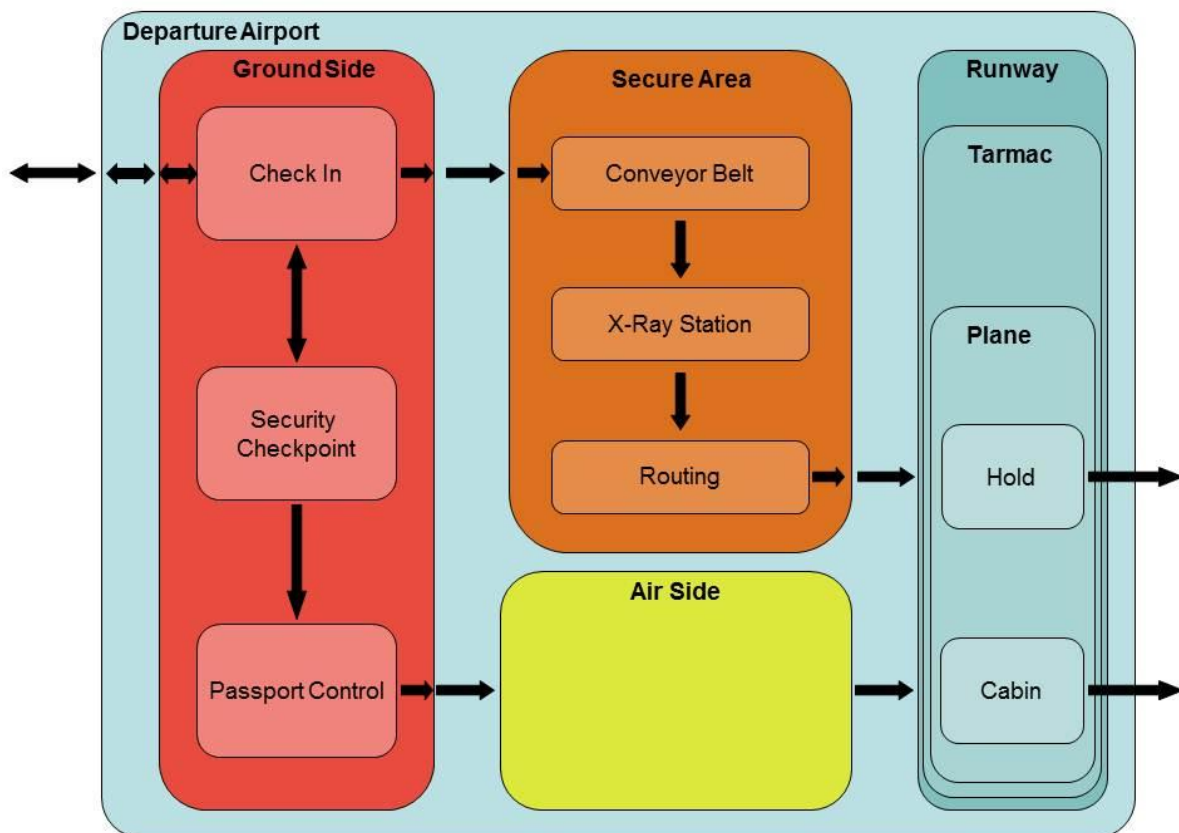 Departure Airport
Ground Side
Check In
Security
Checkpoint
Passport Control
Secure Area
Conveyor Belt
X-Ray Station
Routing
Air Side
Runway
Tarmac
Plane
Hold
Cabin